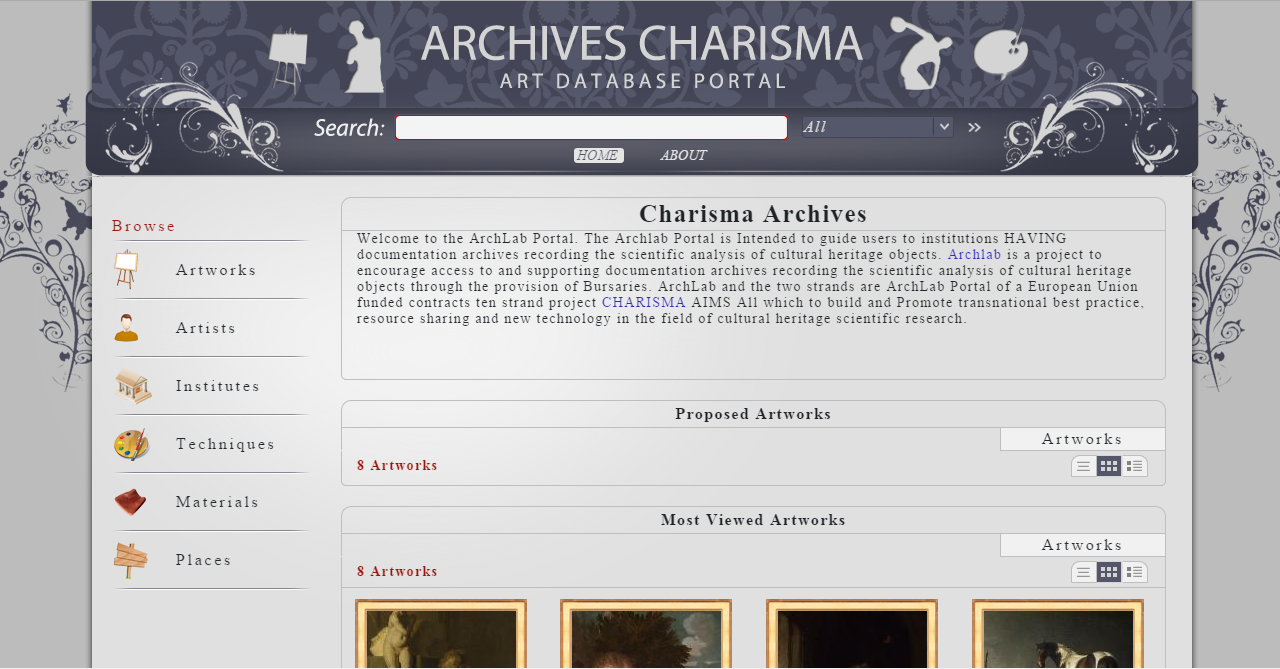 ARCHIVES CHARISMA
ART DATABASE PORTAL
Search:
All
HOME
ABOUT
Browse
Artworks
Artists
Institutes
Techniques
Materials
Places
Charisma Archives
Welcome to the ArchLab Portal. The Archlab Portal is Intended to guide users to institutions HAVING
documentation archives recording the scientific analysis of cultural heritage objects. Archlab is a project to
encourage access to and supporting documentation archives recording the scientific analysis of cultural heritage
objects through the provision of Bursaries. ArchLab and the two strands are ArchLab Portal of a European Union
funded contracts ten strand project CHARISMA AIMS All which to build and Promote transnational best practice,
resource sharing and new technology in the field of cultural heritage scientific research.
Proposed Artworks
Artworks
8 Artworks
Most Viewed Artworks
Artworks
8 Artworks